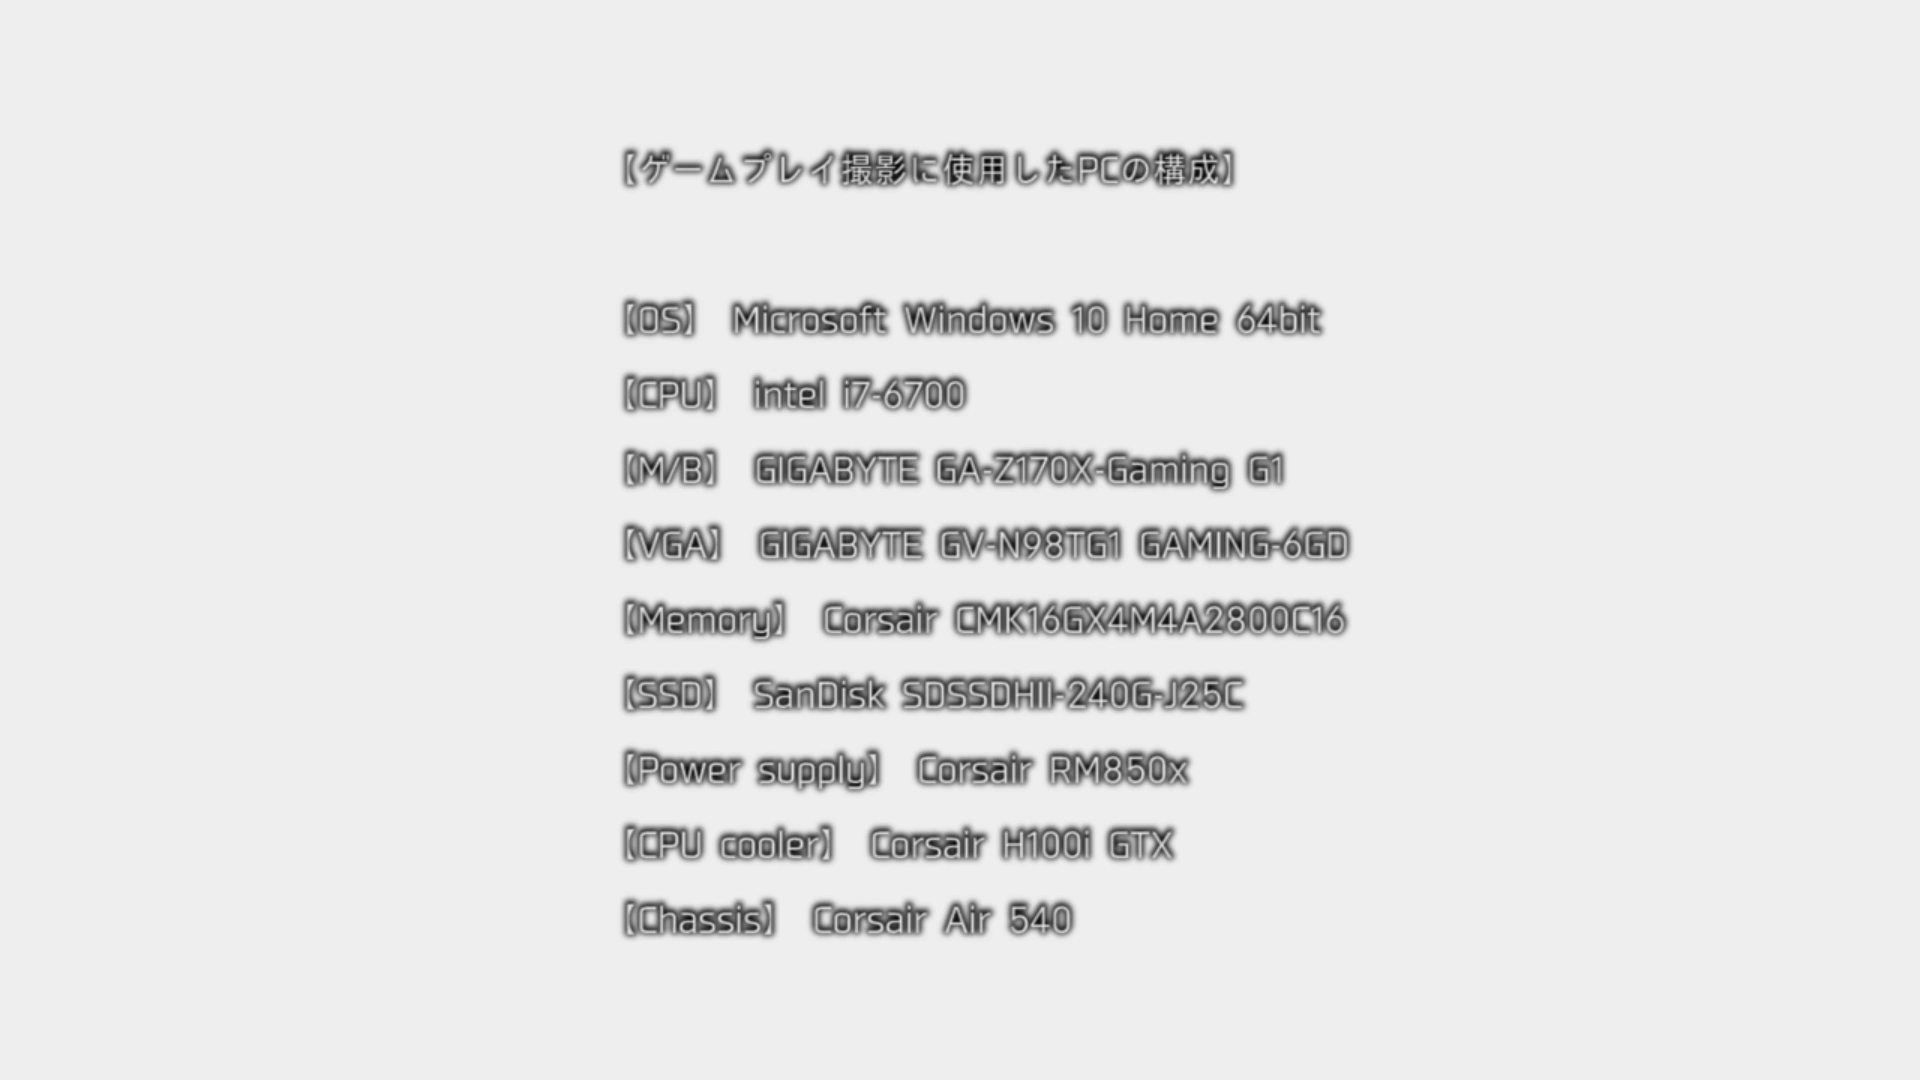 【ゲームプレイ撮影に使用したPCの構成】
【OS】 Microsoft Windows 10 Home 64bit
【CPU】 intel i7-6700
【M/B】 GIGABYTE GA-Z170X-Gaming G1
【VGA】 GIGABYTE GV-N98TG1 GAMING-6GD
【Memory】 Corsair CMK16GX4M4A2800C16
【SSD】 SanDisk SDSSDHII-240G-J25C
【Power supply】 Corsair RM850x
【CPU cooler】 Corsair H100i GTX
【Chassis】 Corsair Air 540